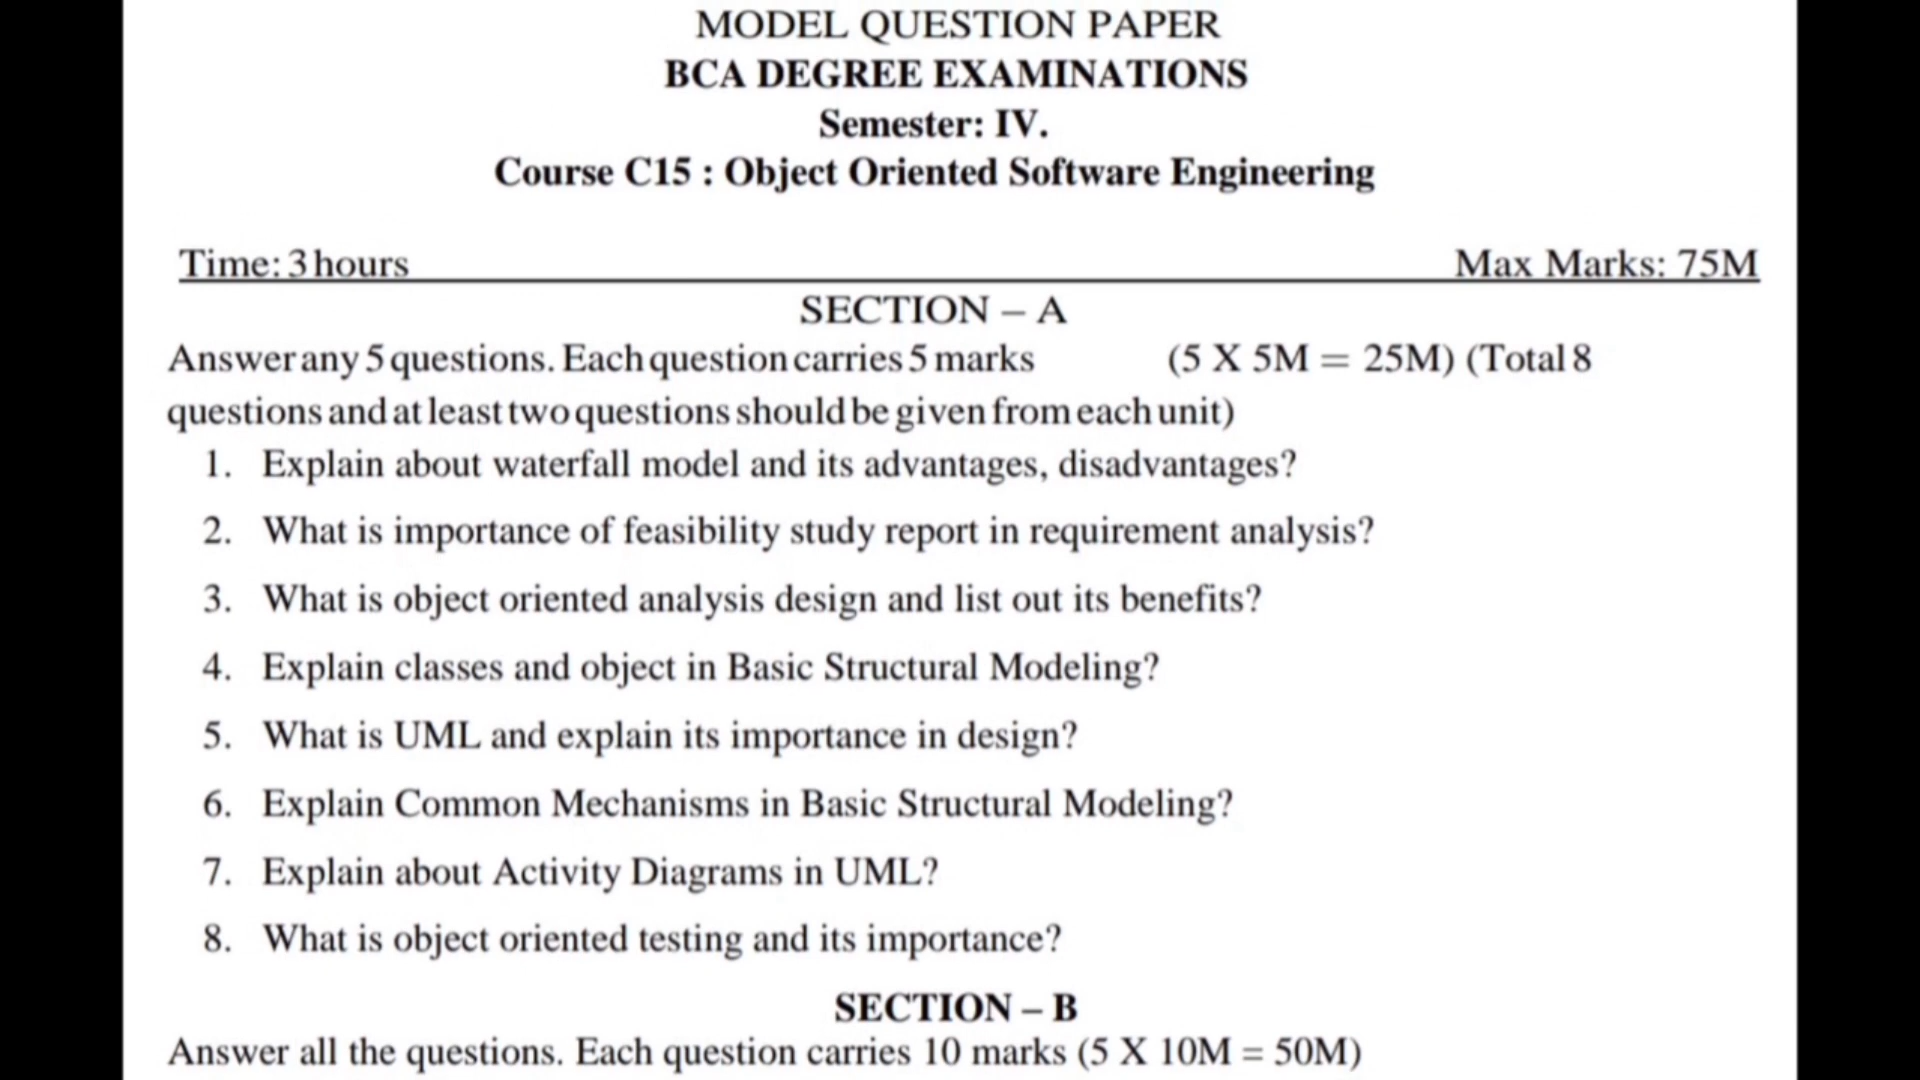 MODEL QUESTION PAPER
BCA DEGREE EXAMINATIONS
Semester: IV.
Course C15 : Object Oriented Software Engineering
Time: 3 hours Max Marks: 75M
SECTION – A
Answer any 5 questions. Each question carries 5 marks (5 X 5M = 25M) (Total 8
questions and at least two questions should be given from each unit)
1. Explain about waterfall model and its advantages, disadvantages?
2. What is importance of feasibility study report in requirement analysis?
3. What is object oriented analysis design and list out its benefits?
4. Explain classes and object in Basic Structural Modeling?
5. What is UML and explain its importance in design?
6. Explain Common Mechanisms in Basic Structural Modeling?
7. Explain about Activity Diagrams in UML?
8. What is object oriented testing and its importance?
SECTION – B
Answer all the questions. Each question carries 10 marks (5 X 10M = 50M)